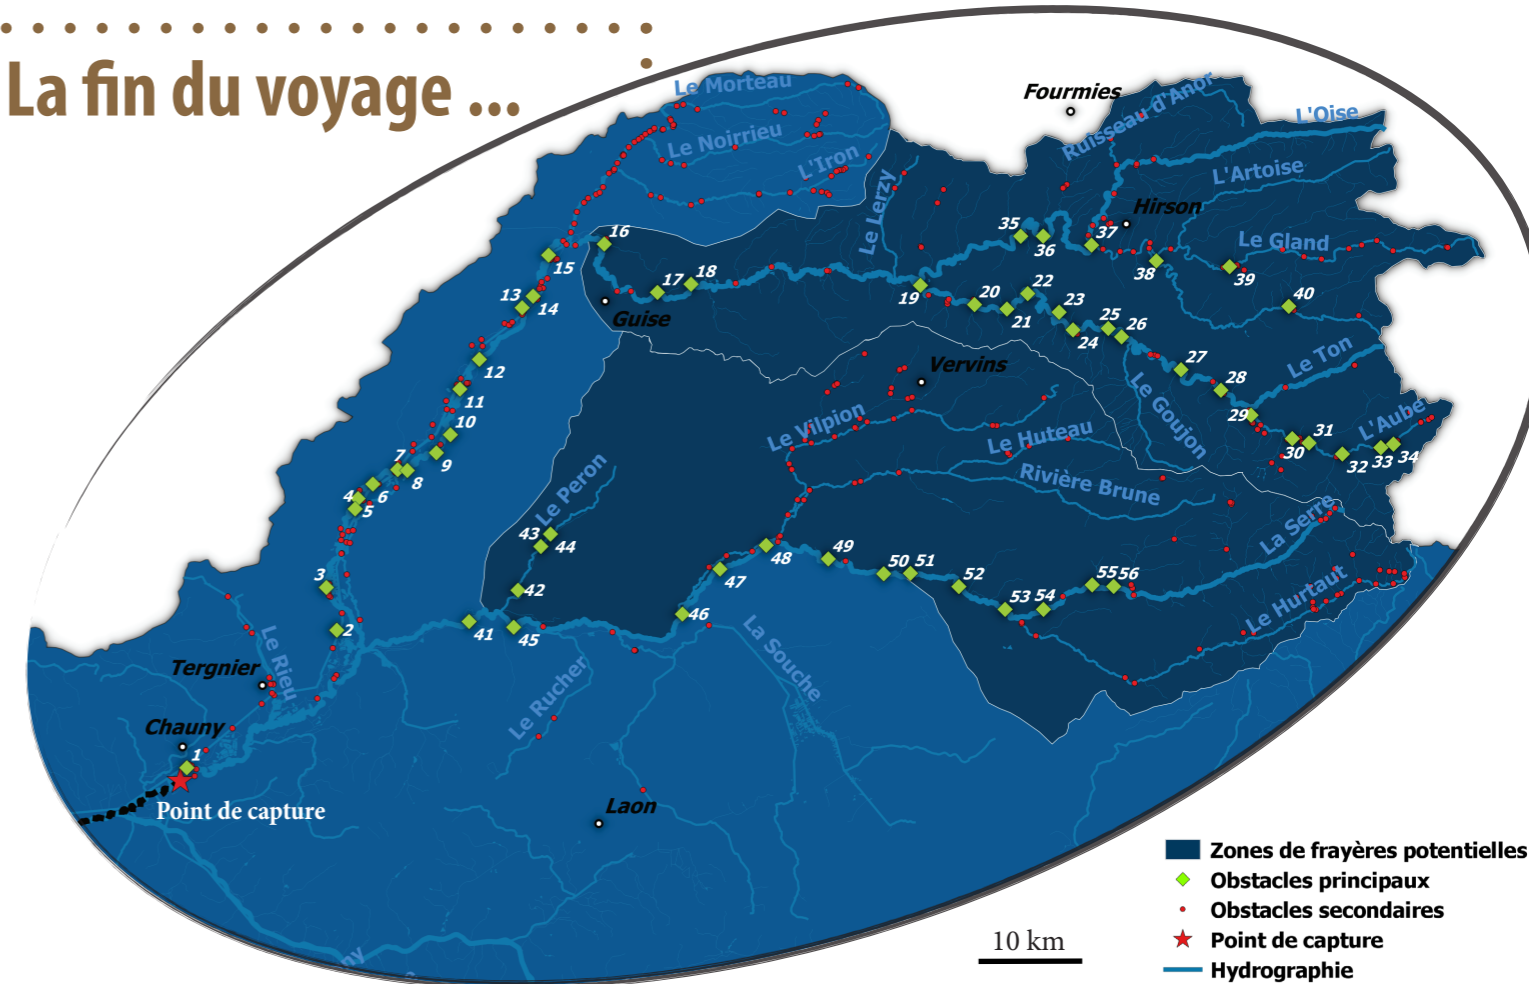 La fin du voyage ...
Le Morteau
Fourmies
Ruisseau d'Anor
L'Oise
Le Noirrieu
L'Iron
L'Artoise
Le Lerzy
Hirson
16
35
36
37
Le Gland
15
38
39
17
18
13
14
19
20
21
22
23
24
25
26
40
Guise
12
Vervins
27
Le Ton
28
11
Le Goujon
29
L'Aube
10
Le Vilpion
Le Huteau
30
31
32
33
34
7
8
9
Le Peron
Rivière Brune
4
6
5
43
44
La Serre
3
48
49
50
51
52
47
53
54
55
56
42
Le Hurtaut
2
41
45
46
Le Rieu
La Souche
Tergnier
Le Rucher
Chauny
1
Point de capture
Laon
ny
10 km
Zones de frayères potentielles
Obstacles principaux
Obstacles secondaires
Point de capture
Hydrographie